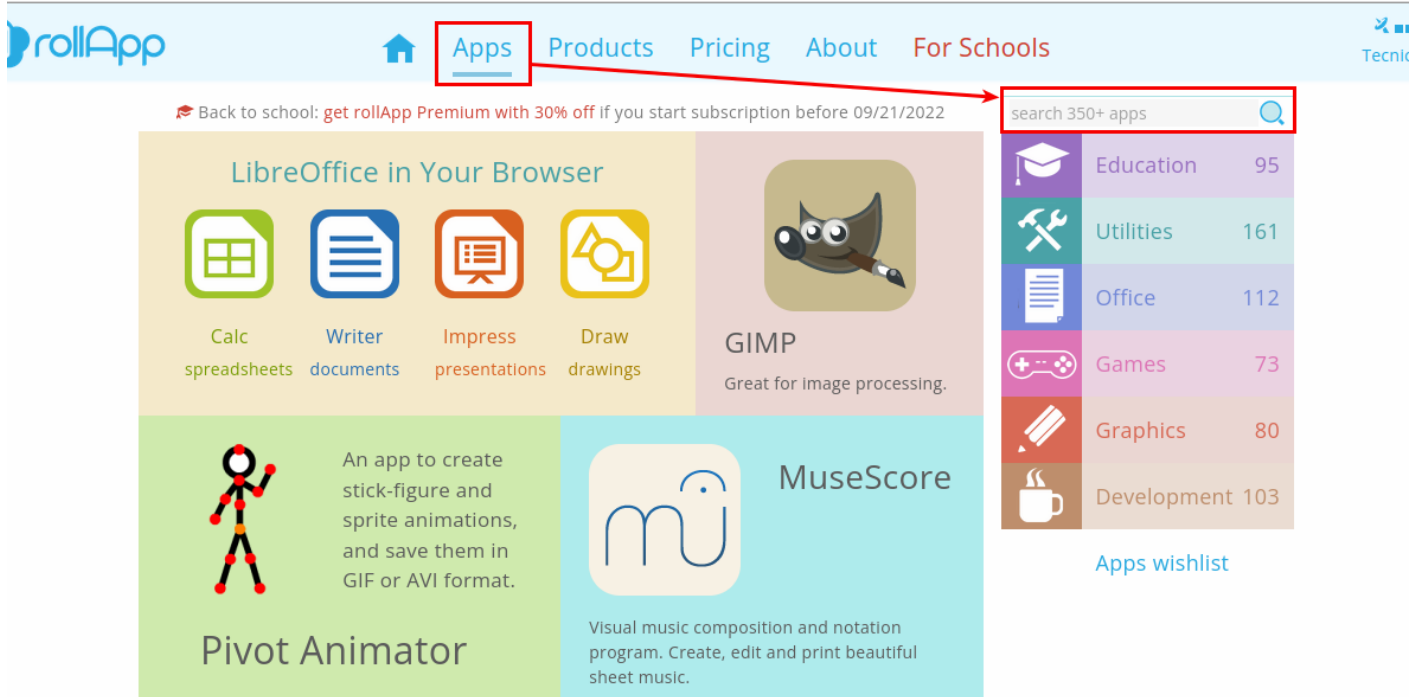 rollApp
Apps Products Pricing About For Schools
Back to school: get rollApp Premium with 30% off if you start subscription before 09/21/2022
search 350+ apps
LibreOffice in Your Browser
Calc
spreadsheets
Writer
documents
Impress
presentations
Draw
drawings
GIMP
Great for image processing.
An app to create
stick-figure and
sprite animations,
and save them in
GIF or AVI format.
Pivot Animator
MuseScore
Visual music composition and notation
program. Create, edit and print beautiful
sheet music.
Education 95
Utilities 161
Office 112
Games 73
Graphics 80
Development 103
Apps wishlist